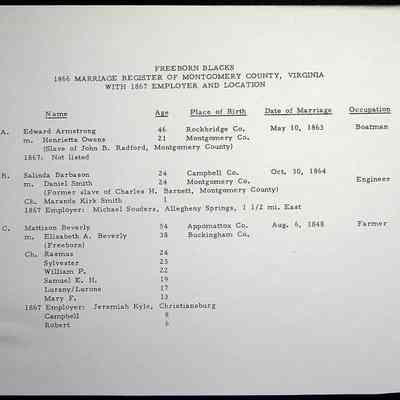 FREEBORN BLACKS
1866 MARRIAGE REGISTER OF MONTGOMERY COUNTY, VIRGINIA
WITH 1867 EMPLOYER AND LOCATION
Name Age Place of Birth Date of Marriage Occupation
A. Edward Armstrong 46 Rockbridge Co. May 10, 1863 Boatman
m. Henrietta Owens 21 Montgomery Co.
(Slave of John B. Radford, Montgomery County)
1867: Not listed
B. Salinda Darbason 24 Campbell Co. Oct. 30, 1864
m. Daniel Smith 24 Montgomery Co. Engineer
(Former slave of Charles H. Barnett, Montgomery County)
Ch. Maranda Kirk Smith 1
1867 Employer: Michael Souders, Allegheny Springs, 1 1/2 mi. East
C. Mattison Beverly 54 Appomattox Co. Aug. 6, 1848 Farmer
m. Elizabeth A. Beverly 38 Buckingham Co.
(Freeborn)
Ch. Rasmus 24
Sylvester 25
William P. 22
Samuel K. H. 19
Lurany/Lurona 17
Mary F. 13
1867 Employer: Jeremiah Kyle, Christiansburg
Campbell 8
Robert 6